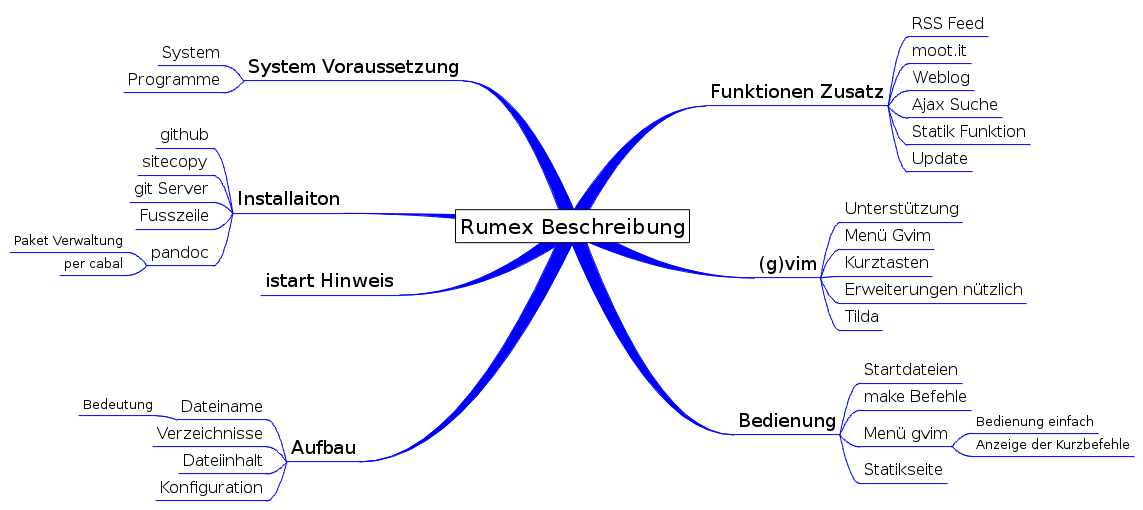 Rumex Beschreibung
System Voraussetzung
System
Programme
Installaiton
github
sitecopy
git Server
Fusszeile
pandoc
Paket Verwaltung
per cabal
istart Hinweis
Aufbau
Dateiname
Bedeutung
Verzeichnisse
Dateiinhalt
Konfiguration
Funktionen Zusatz
RSS Feed
moot.it
Weblog
Ajax Suche
Statik Funktion
Update
(g)vim
Unterstützung
Menü Gvim
Kurztasten
Erweiterungen nützlich
Tilda
Bedienung
Startdateien
make Befehle
Menü gvim
Bedienung einfach
Anzeige der Kurzbefehle
Statikseite